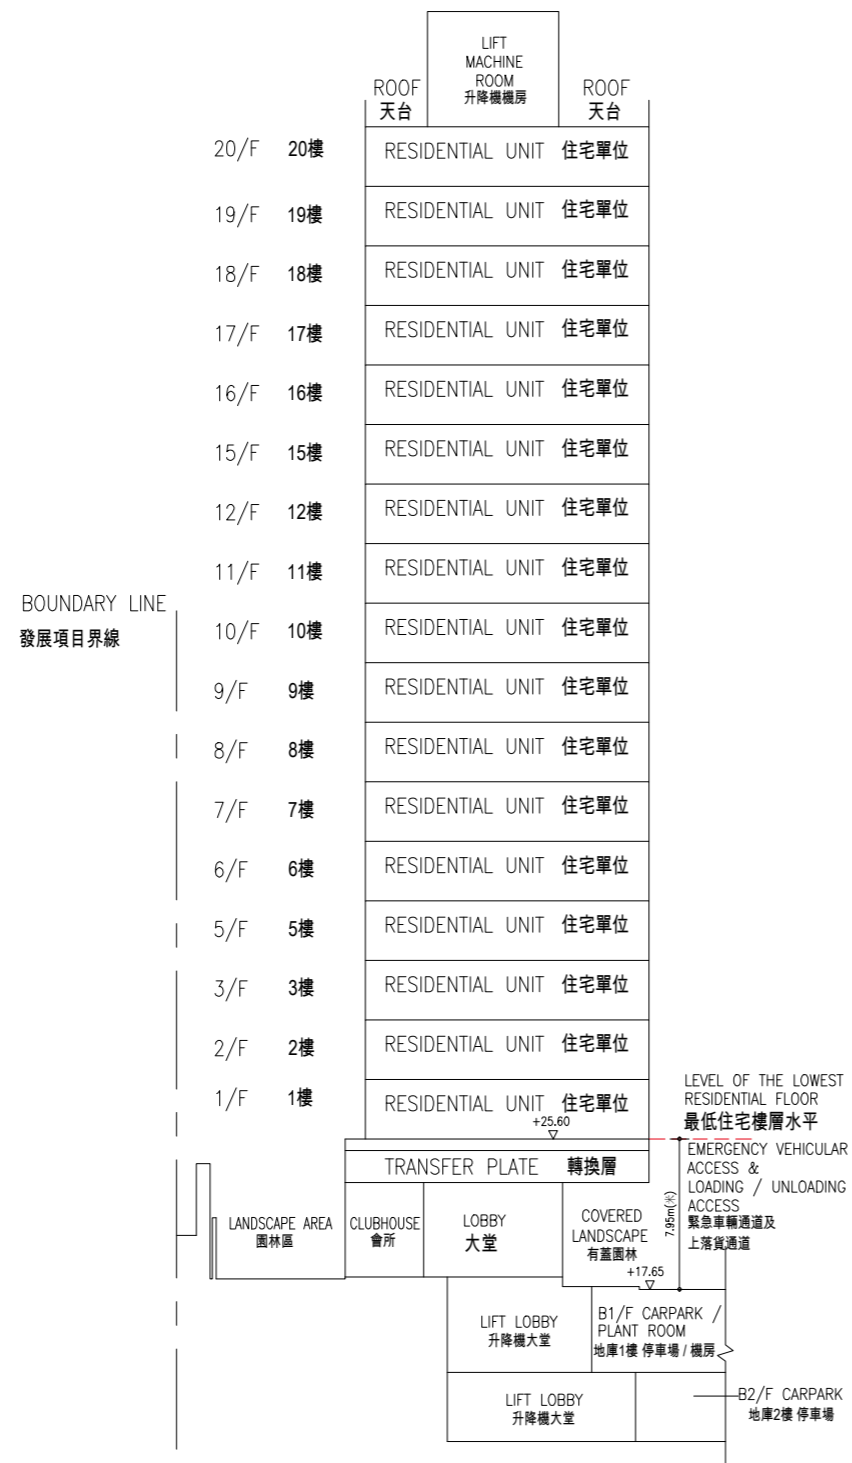 LIFT
MACHINE
ROOM
升降機機房
ROOF
天台
ROOF
天台
20/F 20樓 RESIDENTIAL UNIT 住宅單位
19/F 19樓 RESIDENTIAL UNIT 住宅單位
18/F 18樓 RESIDENTIAL UNIT 住宅單位
17/F 17樓 RESIDENTIAL UNIT 住宅單位
16/F 16樓 RESIDENTIAL UNIT 住宅單位
15/F 15樓 RESIDENTIAL UNIT 住宅單位
12/F 12樓 RESIDENTIAL UNIT 住宅單位
11/F 11樓 RESIDENTIAL UNIT 住宅單位
BOUNDARY LINE
發展項目界線
10/F 10樓 RESIDENTIAL UNIT 住宅單位
9/F 9樓 RESIDENTIAL UNIT 住宅單位
8/F 8樓 RESIDENTIAL UNIT 住宅單位
7/F 7樓 RESIDENTIAL UNIT 住宅單位
6/F 6樓 RESIDENTIAL UNIT 住宅單位
5/F 5樓 RESIDENTIAL UNIT 住宅單位
3/F 3樓 RESIDENTIAL UNIT 住宅單位
2/F 2樓 RESIDENTIAL UNIT 住宅單位
1/F 1樓 RESIDENTIAL UNIT 住宅單位
+25.60
LEVEL OF THE LOWEST
RESIDENTIAL FLOOR
最低住宅樓層水平
EMERGENCY VEHICULAR
ACCESS &
LOADING / UNLOADING
ACCESS
緊急車輛通道及
上落貨通道
7.95m(米)
TRANSFER PLATE 轉換層
LANDSCAPE AREA
園林區
CLUBHOUSE
會所
LOBBY
大堂
COVERED
LANDSCAPE
有蓋園林
+17.65
LIFT LOBBY
升降機大堂
B1/F CARPARK /
PLANT ROOM
地庫1樓 停車場 / 機房
LIFT LOBBY
升降機大堂
B2/F CARPARK
地庫2樓 停車場